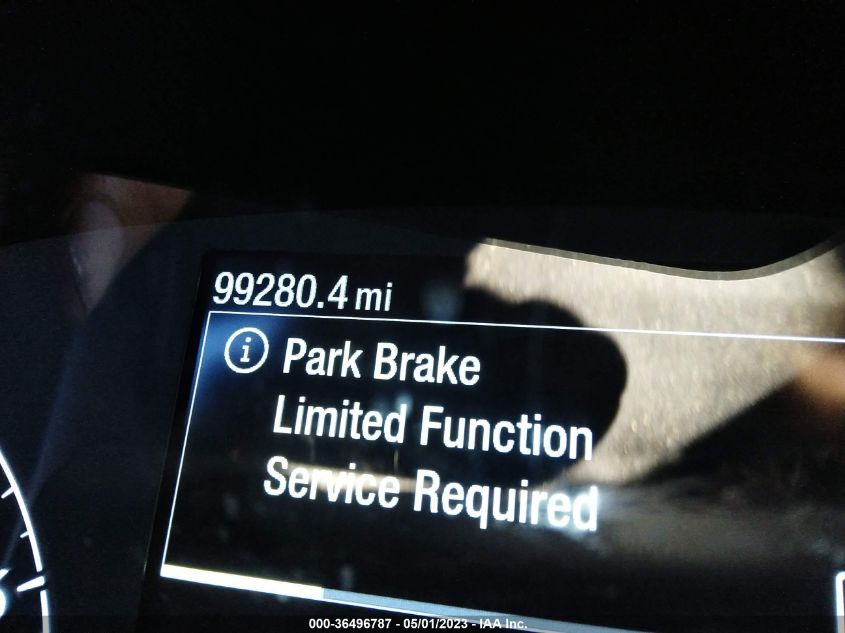 99280.4 mi
i Park Brake
Limited Function
Service Required
000-36496787 - 05/01/2023 - IAA Inc.